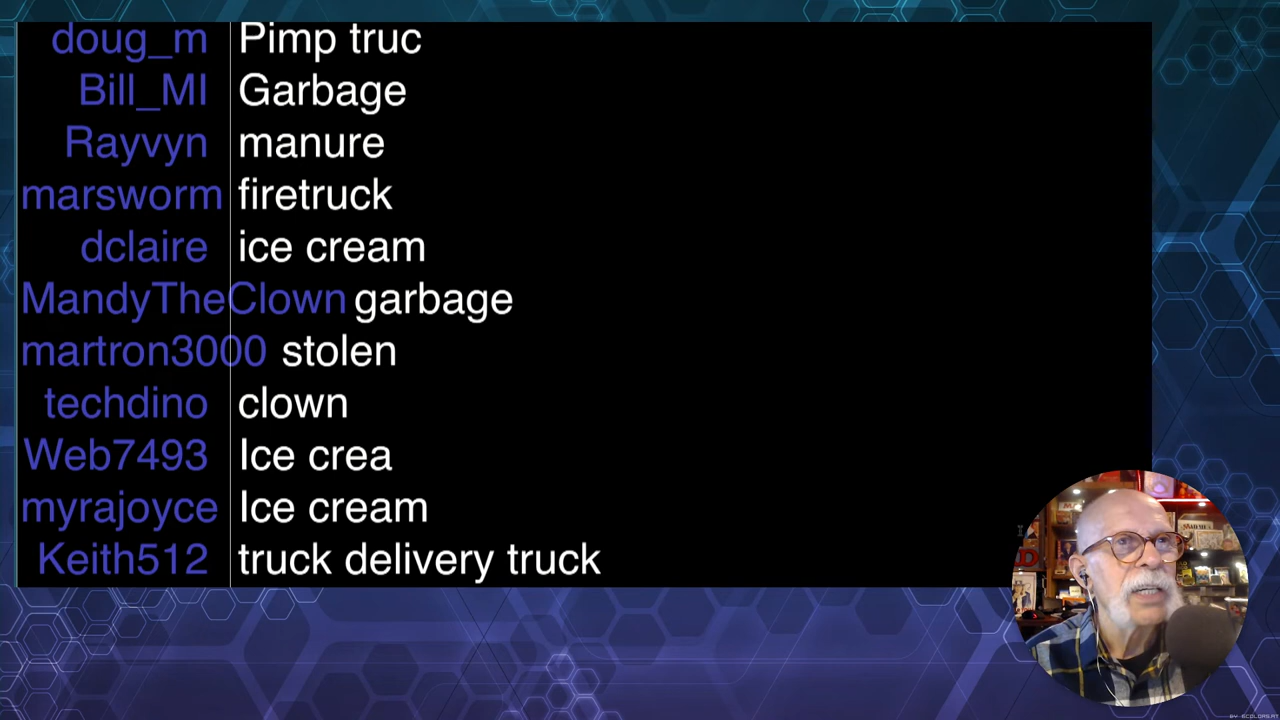 doug_m Pimp truc
Bill_MI Garbage
Rayvyn manure
marsworm firetruck
dclaire ice cream
MandyTheClown garbage
martron3000 stolen
techdino clown
Web7493 Ice crea
myrajoyce Ice cream
Keith512 truck delivery truck